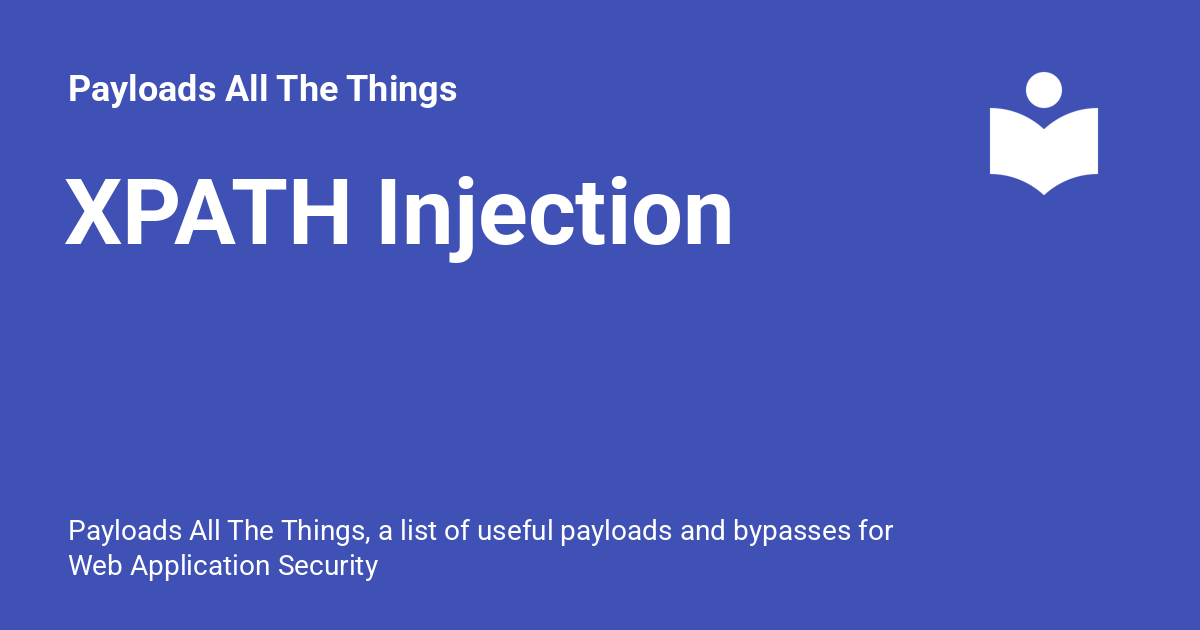 Payloads All The Things
XPATH Injection
Payloads All The Things, a list of useful payloads and bypasses for
Web Application Security